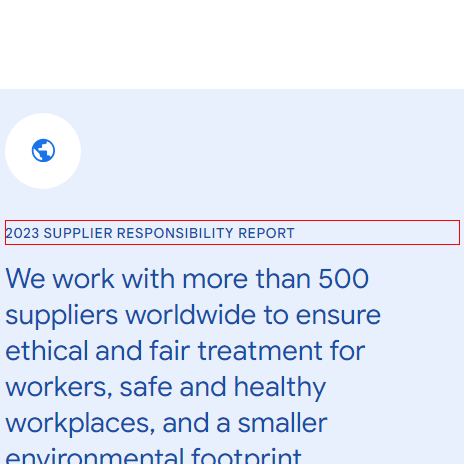 2023 SUPPLIER RESPONSIBILITY REPORT
We work with more than 500
suppliers worldwide to ensure
ethical and fair treatment for
workers, safe and healthy
workplaces, and a smaller
environmental footprint